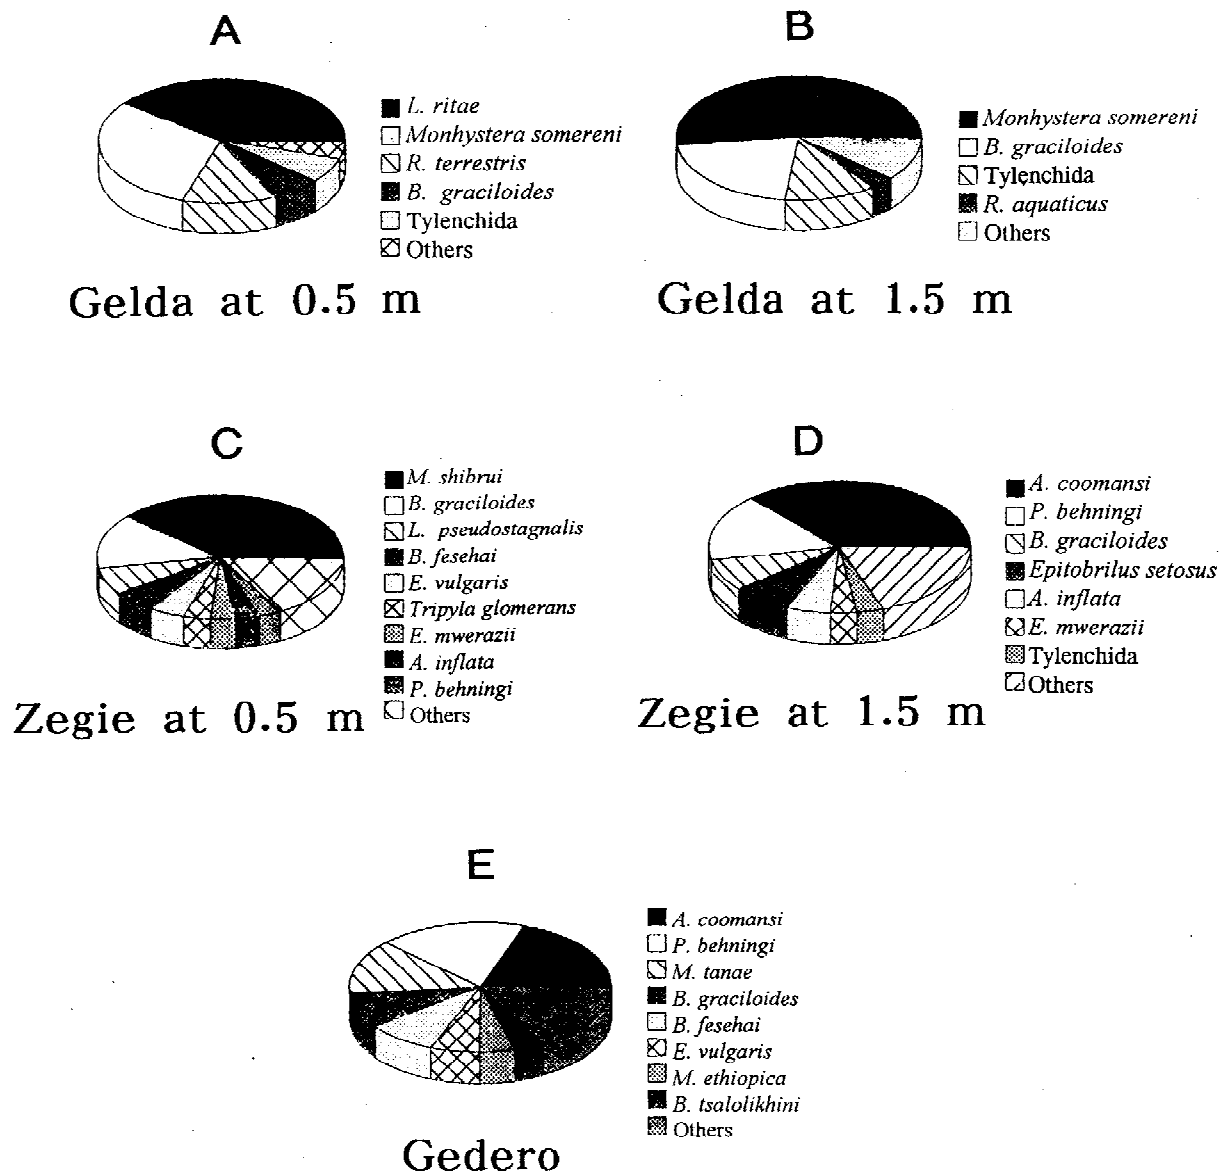 A
L. ritae
Monhystera somereni
R. terrestris
B. graciloides
Tylenchida
Others
Gelda at 0.5 m
B
Monhystera somereni
B. graciloides
Tylenchida
R. aquaticus
Others
Gelda at 1.5 m
C
M. shibrui
B. graciloides
L. pseudostagnalis
B. fesehai
E. vulgaris
Tripyla glomerans
E. mwerazii
A. inflata
P. behningi
Others
Zegie at 0.5 m
D
A. coomansi
P. behningi
B. graciloides
Epitobrilus setosus
A. inflata
E. mwerazii
Tylenchida
Others
Zegie at 1.5 m
E
A. coomansi
P. behningi
M. tanae
B. graciloides
B. fesehai
E. vulgaris
M. ethiopica
B. tsalolikhini
Others
Gedero